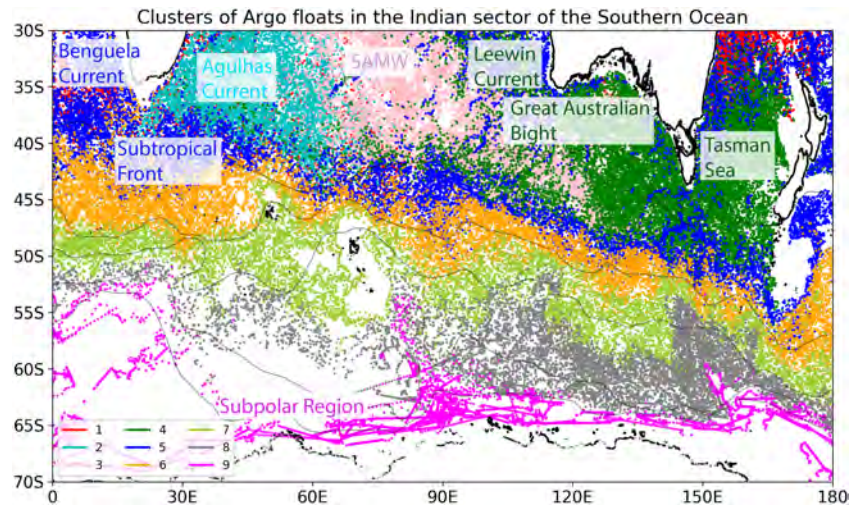 Clusters of Argo floats in the Indian sector of the Southern Ocean
30S
35S
40S
45S
50S
55S
60S
65S
70S
Benguela
Current
Agulhas
Current
SAMW
Leewin
Current
Great Australian
Bight
Tasman
Sea
Subtropical
Front
Subpolar Region
1 4 7
2 5 8
3 6 9
0 30E 60E 90E 120E 150E 180